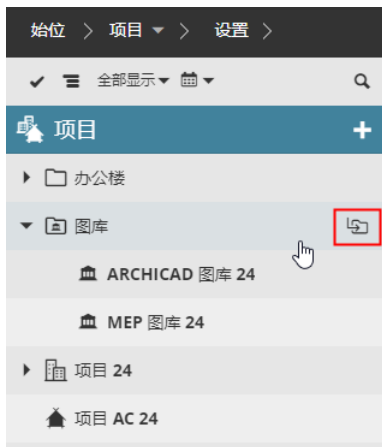 始位 > 项目 > 设置 >
全部显示
项目
办公楼
图库
ARCHICAD 图库 24
MEP 图库 24
项目 24
项目 AC 24